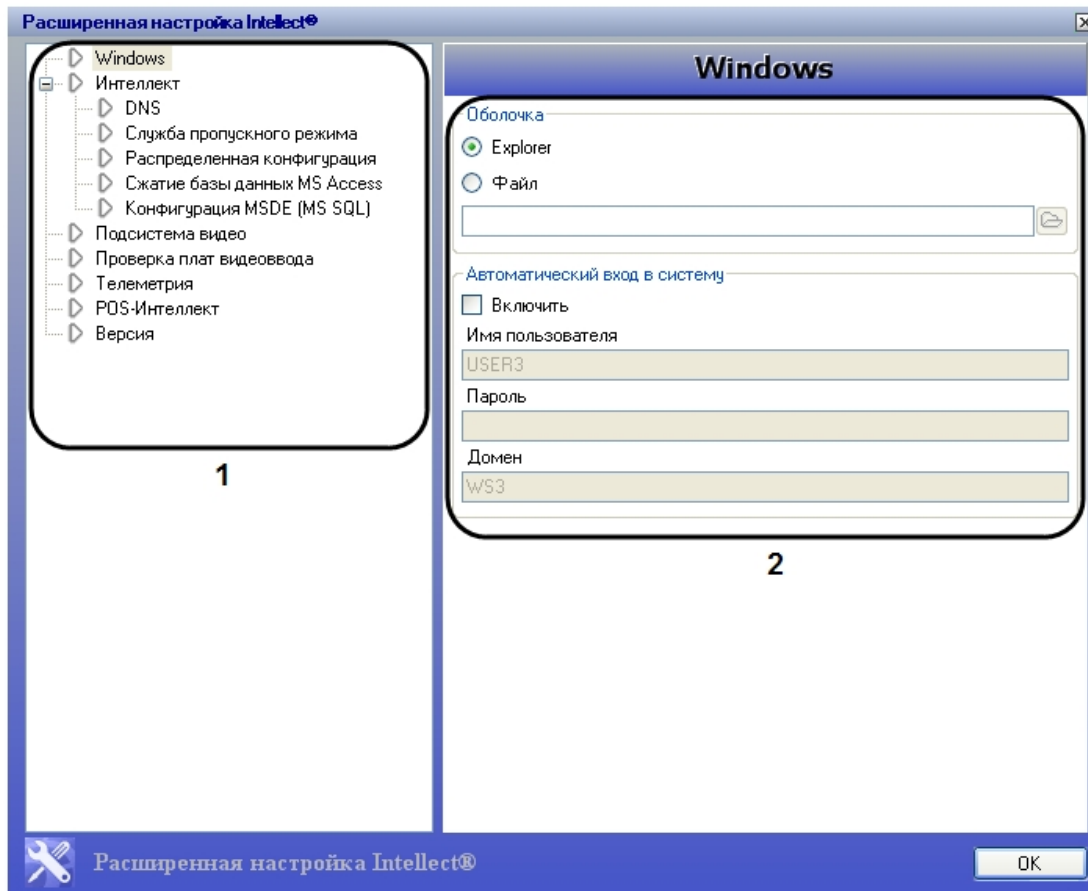 Расширенная настройка Intellect®
Windows
Интеллект
DNS
Служба пропускного режима
Распределенная конфигурация
Сжатие базы данных MS Access
Конфигурация MSDE (MS SQL)
Подсистема видео
Проверка плат видеоввода
Телеметрия
POS-Интеллект
Версия
1
Windows
Оболочка
Explorer
Файл
Автоматический вход в систему
Включить
Имя пользователя
USER3
Пароль
Домен
WS3
2
Расширенная настройка Intellect®
OK